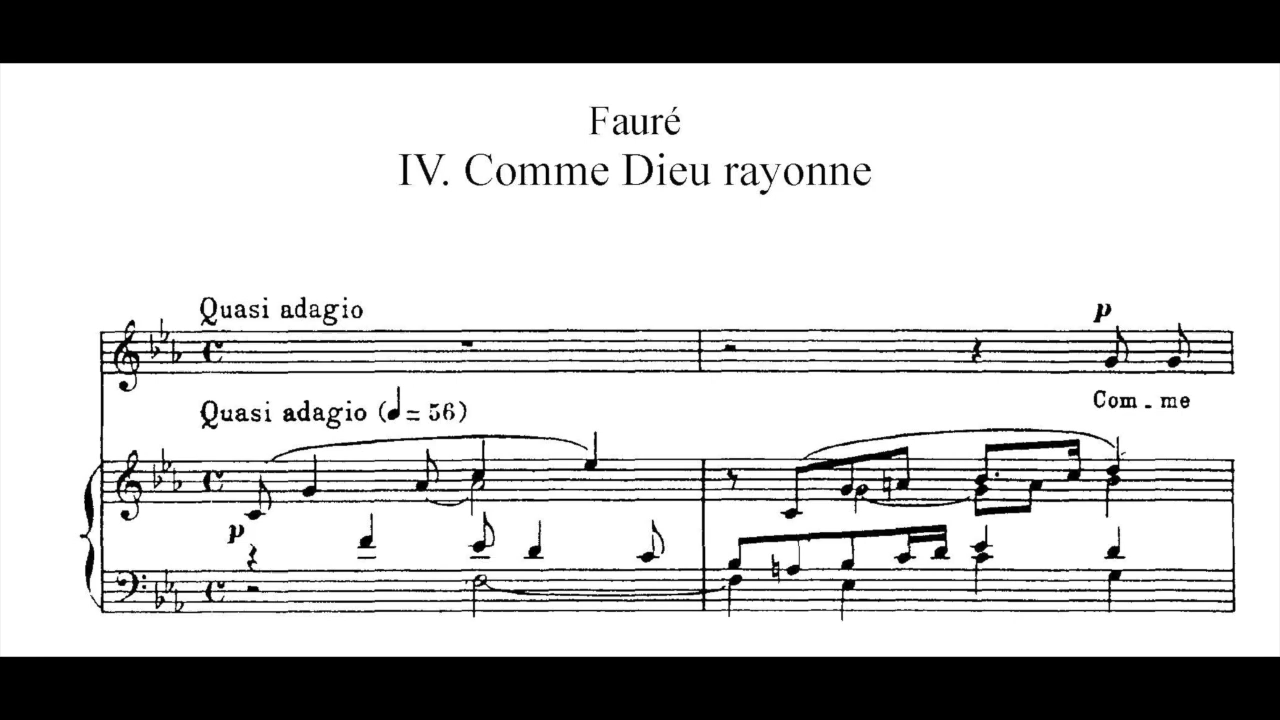 Fauré
IV. Comme Dieu rayonne
Quasi adagio
p
Quasi adagio (♩= 56)
Com - me
p